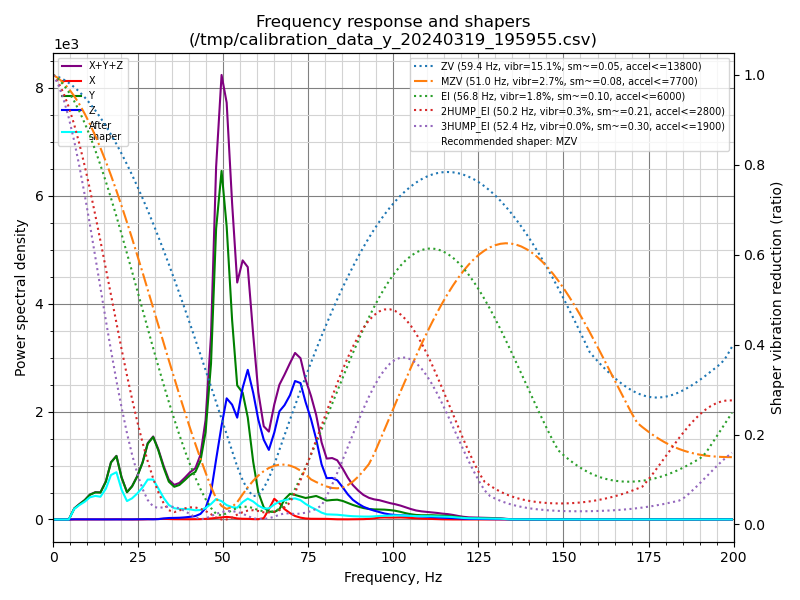 Frequency response and shapers
(/tmp/calibration_data_y_20240319_195955.csv)
1e3
X+Y+Z
X
Y
Z
After
shaper
ZV (59.4 Hz, vibr=15.1%, sm~=0.05, accel<=13800)
MZV (51.0 Hz, vibr=2.7%, sm~=0.08, accel<=7700)
EI (56.8 Hz, vibr=1.8%, sm~=0.10, accel<=6000)
2HUMP_EI (50.2 Hz, vibr=0.3%, sm~=0.21, accel<=2800)
3HUMP_EI (52.4 Hz, vibr=0.0%, sm~=0.30, accel<=1900)
Recommended shaper: MZV
8
6
4
2
0
Power spectral density
1.0
0.8
0.6
0.4
0.2
0.0
Shaper vibration reduction (ratio)
0 25 50 75 100 125 150 175 200
Frequency, Hz